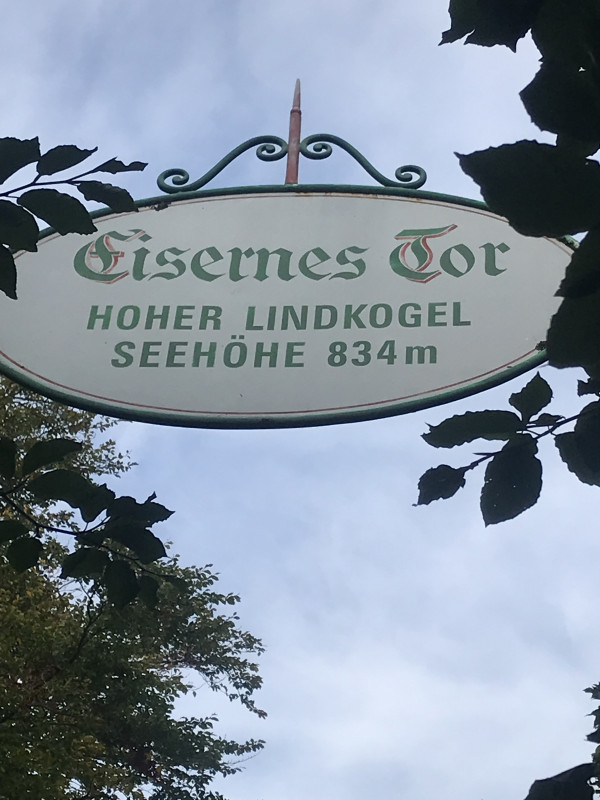 Eisernes Tor
HOHER LINDKOGEL
SEEHÖHE 834m